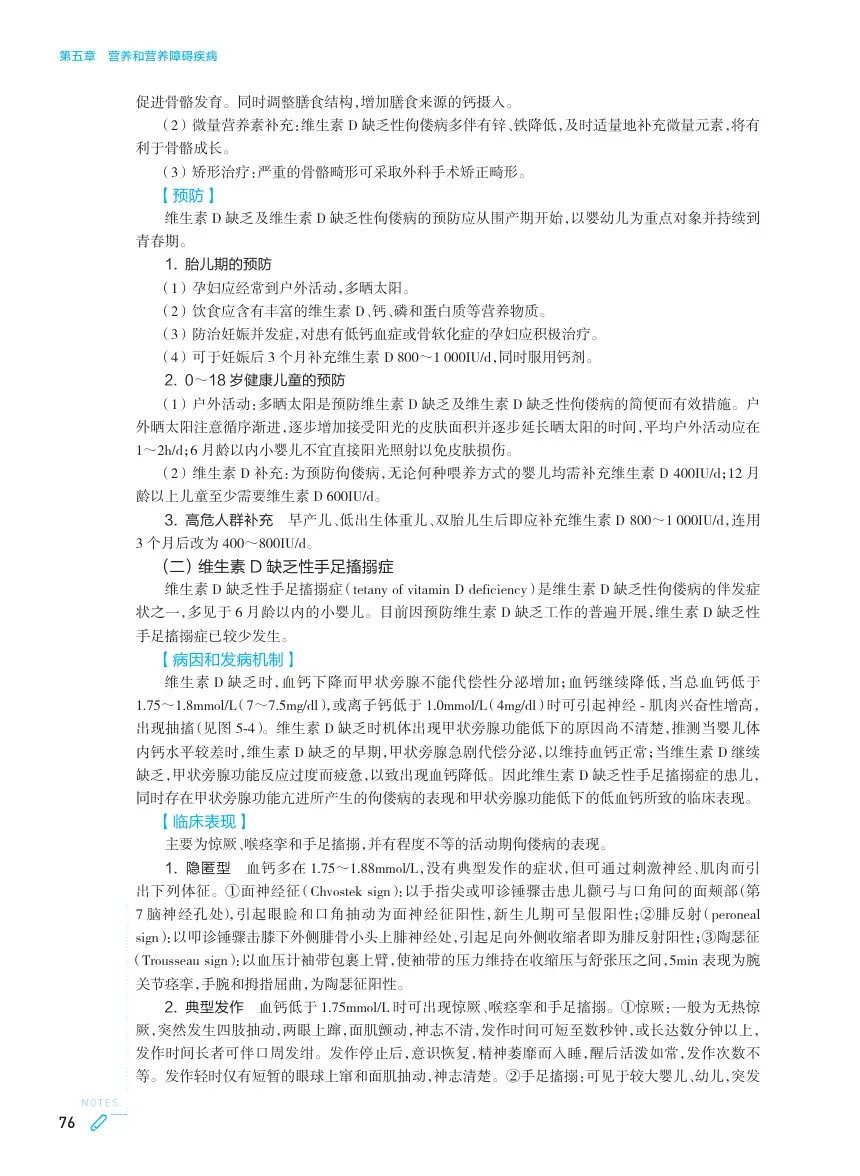 第五章　营养和营养障碍疾病
促进骨骼发育。同时调整膳食结构,增加膳食来源的钙摄入。
（2）微量营养素补充:维生素 D 缺乏性佝偻病多伴有锌、铁降低,及时适量地补充微量元素,将有
利于骨骼成长。
（3）矫形治疗:严重的骨骼畸形可采取外科手术矫正畸形。
【预防】
维生素 D 缺乏及维生素 D 缺乏性佝偻病的预防应从围产期开始,以婴幼儿为重点对象并持续到
青春期。
1. 胎儿期的预防
（1）孕妇应经常到户外活动,多晒太阳。
（2）饮食应含有丰富的维生素 D、钙、磷和蛋白质等营养物质。
（3）防治妊娠并发症,对患有低钙血症或骨软化症的孕妇应积极治疗。
（4）可于妊娠后 3 个月补充维生素 D 800～1 000IU/d,同时服用钙剂。
2. 0～18 岁健康儿童的预防
（1）户外活动:多晒太阳是预防维生素 D 缺乏及维生素 D 缺乏性佝偻病的简便而有效措施。户
外晒太阳注意循序渐进,逐步增加接受阳光的皮肤面积并逐步延长晒太阳的时间,平均户外活动应在
1～2h/d;6 月龄以内小婴儿不宜直接阳光照射以免皮肤损伤。
（2）维生素 D 补充:为预防佝偻病,无论何种喂养方式的婴儿均需补充维生素 D 400IU/d;12 月
龄以上儿童至少需要维生素 D 600IU/d。
3. 高危人群补充　早产儿、低出生体重儿、双胎儿生后即应补充维生素 D 800～1 000IU/d,连用
3 个月后改为 400～800IU/d。
（二）维生素 D 缺乏性手足搐搦症
维生素 D 缺乏性手足搐搦症（tetany of vitamin D deficiency）是维生素 D 缺乏性佝偻病的伴发症
状之一,多见于 6 月龄以内的小婴儿。目前因预防维生素 D 缺乏工作的普遍开展,维生素 D 缺乏性
手足搐搦症已较少发生。
【病因和发病机制】
维生素 D 缺乏时,血钙下降而甲状旁腺不能代偿性分泌增加;血钙继续降低,当总血钙低于
1.75～1.8mmol/L（7～7.5mg/dl）,或离子钙低于 1.0mmol/L（4mg/dl）时可引起神经 - 肌肉兴奋性增高,
出现抽搐（见图 5-4）。维生素 D 缺乏时机体出现甲状旁腺功能低下的原因尚不清楚,推测当婴儿体
内钙水平较差时,维生素 D 缺乏的早期,甲状旁腺急剧代偿分泌,以维持血钙正常;当维生素 D 继续
缺乏,甲状旁腺功能反应过度而疲惫,以致出现血钙降低。因此维生素 D 缺乏性手足搐搦症的患儿,
同时存在甲状旁腺功能亢进所产生的佝偻病的表现和甲状旁腺功能低下的低血钙所致的临床表现。
【临床表现】
主要为惊厥、喉痉挛和手足搐搦,并有程度不等的活动期佝偻病的表现。
1. 隐匿型　血钙多在 1.75～1.88mmol/L,没有典型发作的症状,但可通过刺激神经、肌肉而引
出下列体征。①面神经征（Chvostek sign）:以手指尖或叩诊锤骤击患儿颧弓与口角间的面颊部(第
7 脑神经孔处),引起眼睑和口角抽动为面神经征阳性,新生儿期可呈假阳性;②腓反射（peroneal
sign）:以叩诊锤骤击膝下外侧腓骨小头上腓神经处,引起足向外侧收缩者即为腓反射阳性;③陶瑟征
（Trousseau sign）:以血压计袖带包裹上臂,使袖带的压力维持在收缩压与舒张压之间,5min 表现为腕
关节痉挛,手腕和拇指屈曲,为陶瑟征阳性。
2. 典型发作　血钙低于 1.75mmol/L 时可出现惊厥、喉痉挛和手足搐搦。①惊厥:一般为无热惊
厥,突然发生四肢抽动,两眼上蹿,面肌颤动,神志不清,发作时间可短至数秒钟,或长达数分钟以上,
发作时间长者可伴口周发绀。发作停止后,意识恢复,精神萎靡而入睡,醒后活泼如常,发作次数不
等。发作轻时仅有短暂的眼球上窜和面肌抽动,神志清楚。②手足搐搦:可见于较大婴儿、幼儿,突发
NOTES
76